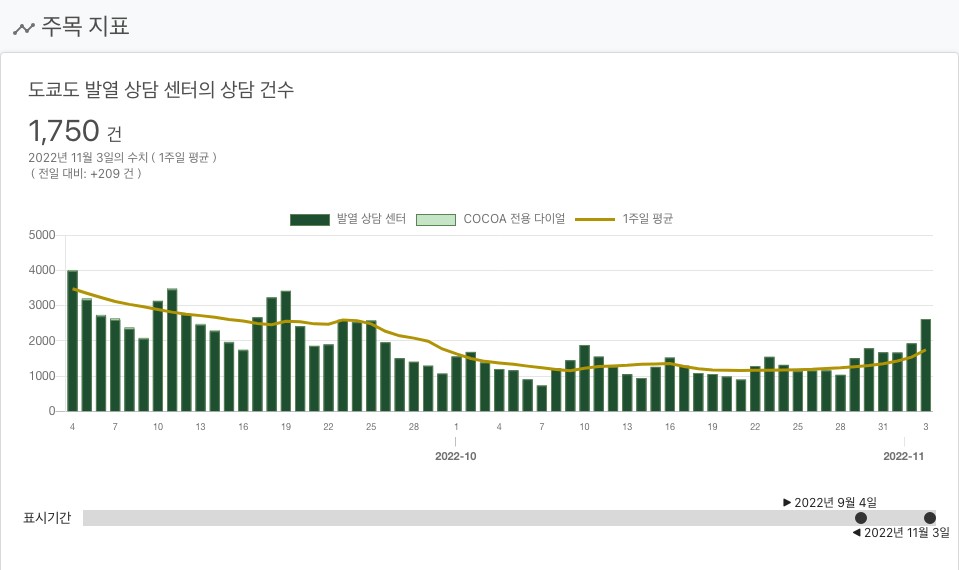 주목 지표
도쿄도 발열 상담 센터의 상담 건수
1,750 건
2022년 11월 3일의 수치 ( 1주일 평균 )
( 전일 대비: +209 건 )
발열 상담 센터 COCOA 전용 다이얼 1주일 평균
5000
4000
3000
2000
1000
0
4 7 10 13 16 19 22 25 28 1 4 7 10 13 16 19 22 25 28 31 3
2022-10 2022-11
▶ 2022년 9월 4일
표시기간
◀ 2022년 11월 3일